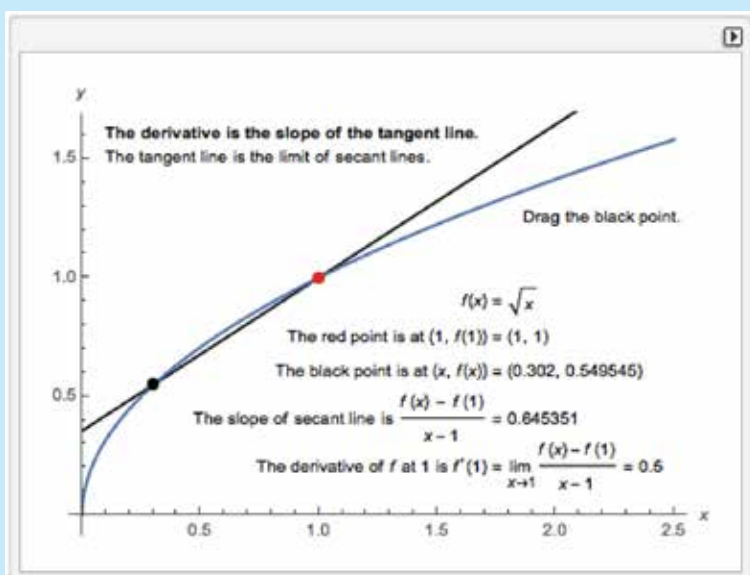 y
The derivative is the slope of the tangent line.
The tangent line is the limit of secant lines.
1.5
Drag the black point.
1.0
f(x) = √x
The red point is at (1, f(1)) = (1, 1)
The black point is at (x, f(x)) = (0.302, 0.549545)
0.5
The slope of secant line is (f(x) − f(1))/(x − 1) = 0.645351
The derivative of f at 1 is f'(1) = lim x→1 (f(x) − f(1))/(x − 1) = 0.5
x
0.5 1.0 1.5 2.0 2.5